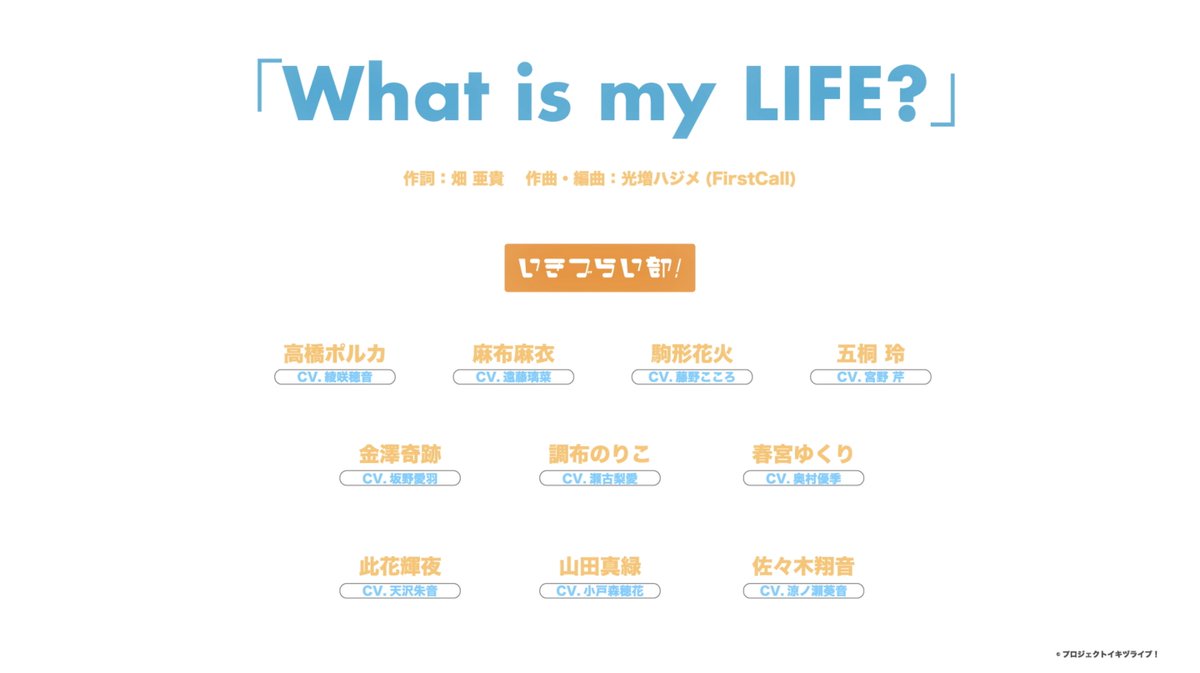 「What is my LIFE?」
作詞：畑 亜貴　作曲・編曲：光増ハジメ (FirstCall)
いきづらい部！
高橋ポルカ　麻布麻衣　駒形花火　五桐 玲
CV. 綾咲穂音　CV. 遠藤璃菜　CV. 藤野こころ　CV. 宮野 芹
金澤奇跡　調布のりこ　春宮ゆくり
CV. 坂野愛羽　CV. 瀬古梨愛　CV. 奥村優季
此花輝夜　山田真緑　佐々木翔音
CV. 天沢朱音　CV. 小戸森穂花　CV. 涼ノ瀬葵音
© プロジェクトイキヅライブ！